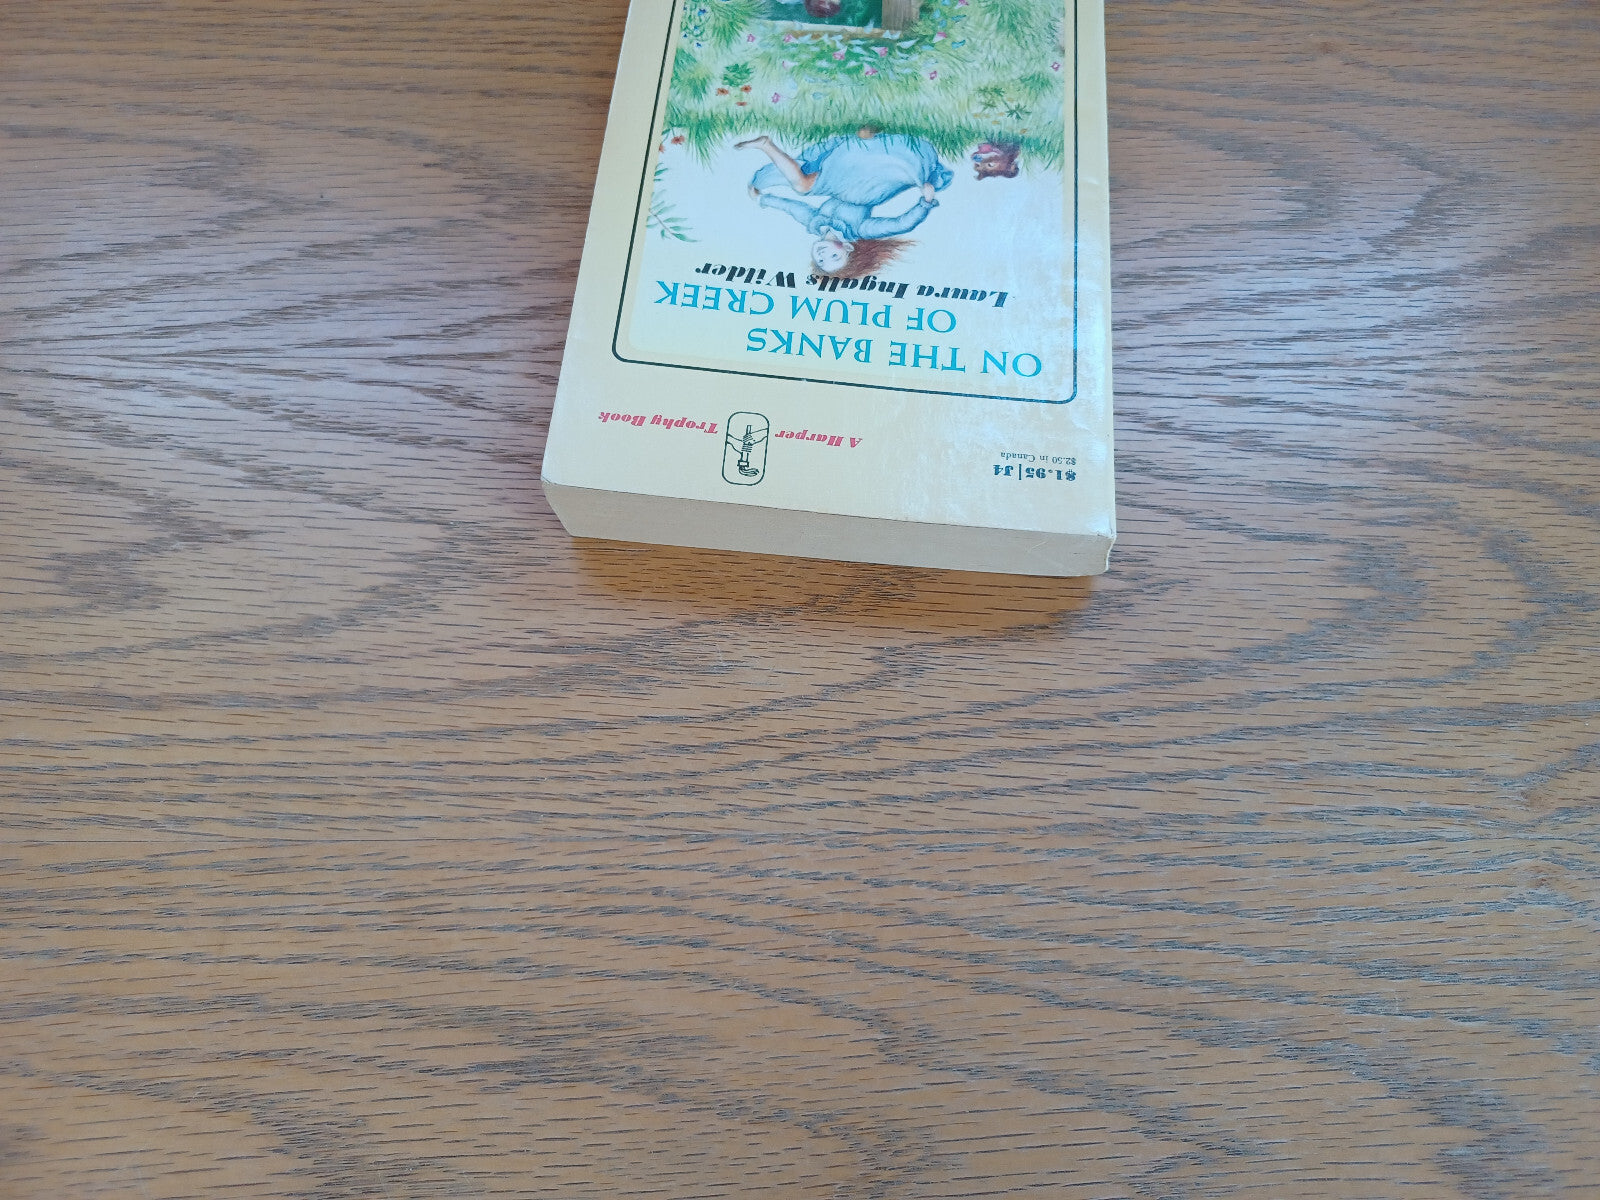 $1.95 | J4
$2.50 in Canada
A Harper Trophy Book
ON THE BANKS
OF PLUM CREEK
Laura Ingalls Wilder